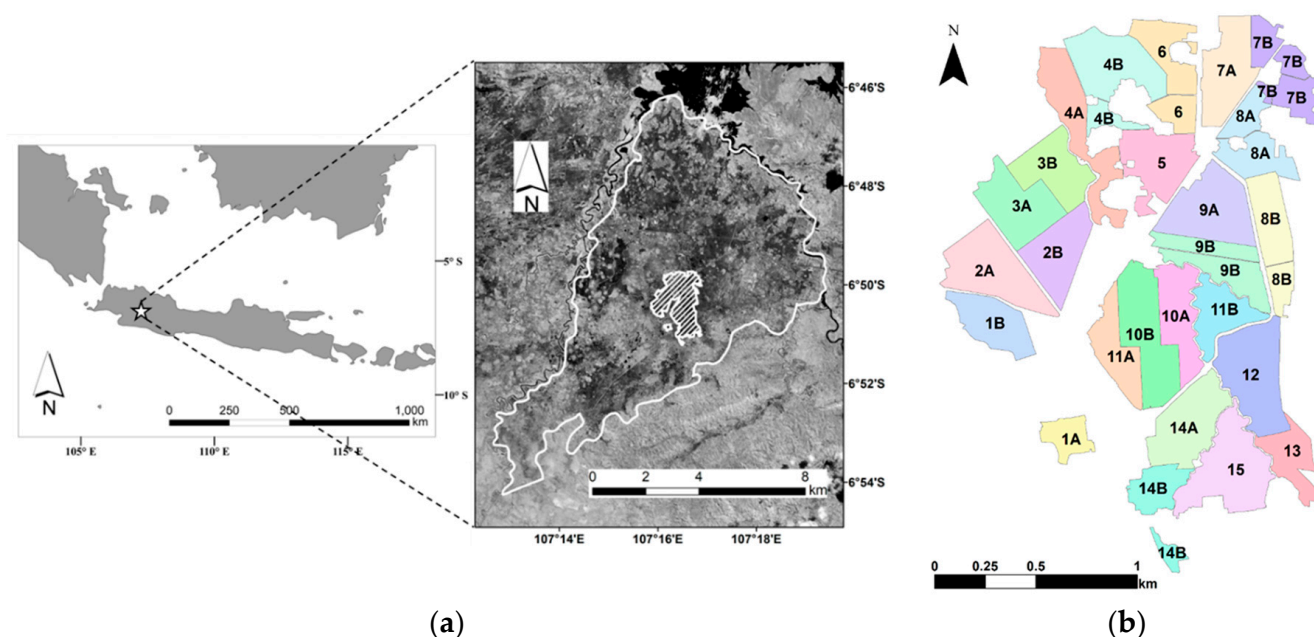 N
5° S
10° S
N
0 250 500 1,000
km
105° E 110° E 115° E
6°46'S
6°48'S
6°50'S
6°52'S
6°54'S
N
0 2 4 8
km
107°14'E 107°16'E 107°18'E
(a)
N
6
7B
4B
7A
7B
7B
7B
4A
4B
6
8A
8A
3B
5
3A
9A
8B
2B
9B
2A
9B
8B
1B
10B
10A
11B
11A
12
14A
1A
13
15
14B
14B
0 0.25 0.5 1
km
(b)